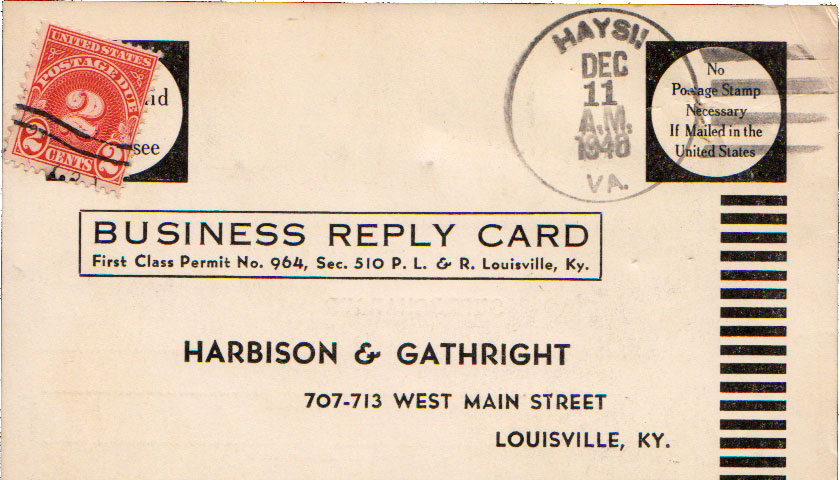 UNITED STATES
POSTAGE DUE
2
2 CENTS 2
id
see
HAYSI
DEC
11
A.M.
1940
VA.
No
Postage Stamp
Necessary
If Mailed in the
United States
BUSINESS REPLY CARD
First Class Permit No. 964, Sec. 510 P. L. & R. Louisville, Ky.
HARBISON & GATHRIGHT
707-713 WEST MAIN STREET
LOUISVILLE, KY.